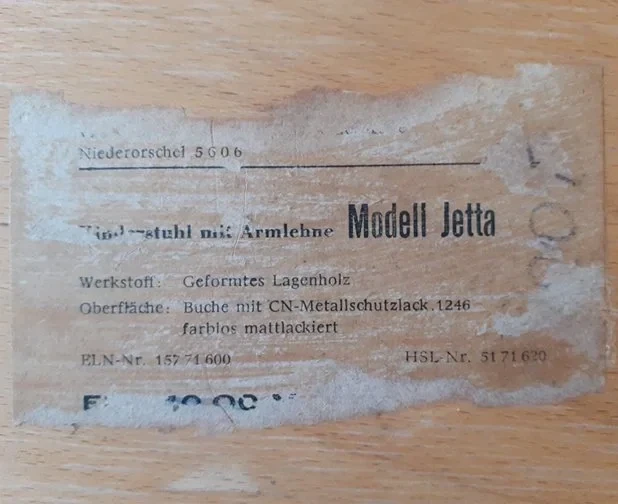 Niederorschel 5606
Kinderstuhl mit Armlehne Modell Jetta
Werkstoff: Geformtes Lagenholz
Oberfläche: Buche mit CN-Metallschutzlack.1246
farblos mattlackiert
ELN-Nr. 157 71 600 HSL-Nr. 51 71 620